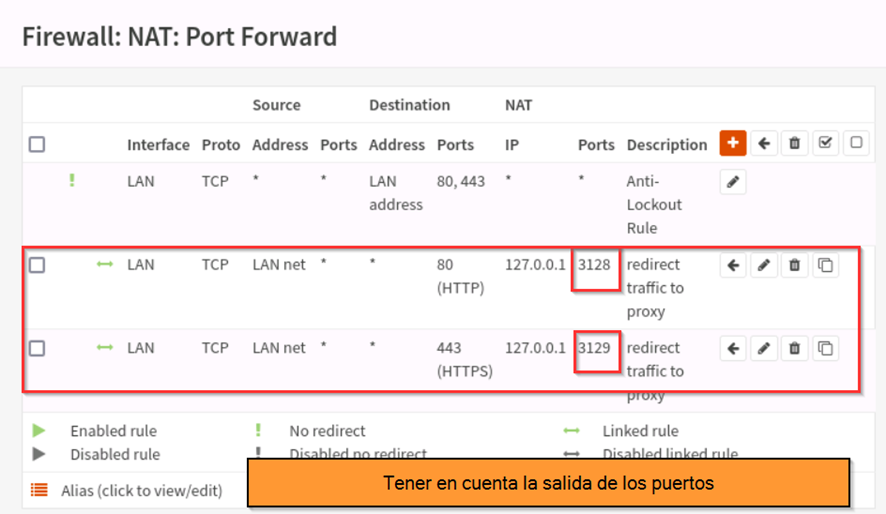 Firewall: NAT: Port Forward
Source Destination NAT
Interface Proto Address Ports Address Ports IP Ports Description
LAN TCP * * LAN address 80, 443 * * Anti-Lockout Rule
LAN TCP LAN net * * 80 (HTTP) 127.0.0.1 3128 redirect traffic to proxy
LAN TCP LAN net * * 443 (HTTPS) 127.0.0.1 3129 redirect traffic to proxy
Enabled rule No redirect Linked rule
Disabled rule Disabled no redirect Disabled linked rule
Alias (click to view/edit)
Tener en cuenta la salida de los puertos